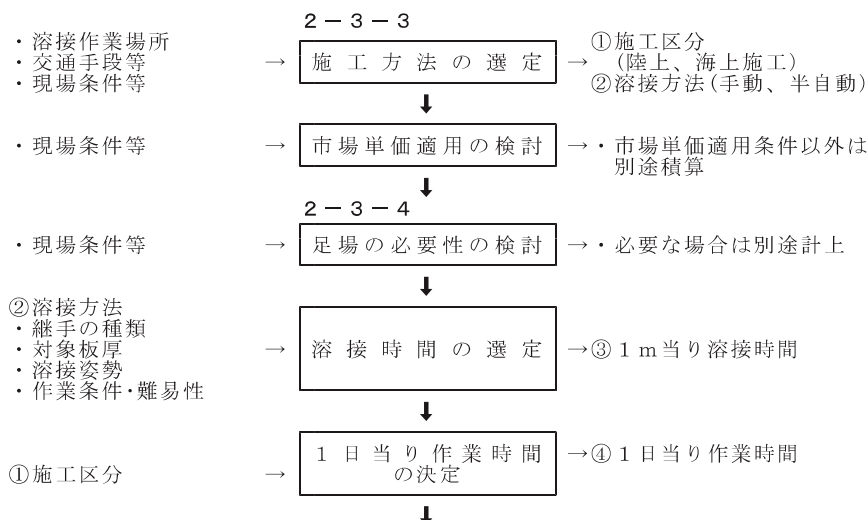 2－3－3
・溶接作業場所
・交通手段等
・現場条件等
→
施工方法の選定
→
①施工区分
(陸上、海上施工)
②溶接方法(手動、半自動)
・現場条件等
→
市場単価適用の検討
→・市場単価適用条件以外は
別途積算
2－3－4
・現場条件等
→
足場の必要性の検討
→・必要な場合は別途計上
②溶接方法
・継手の種類
・対象板厚
・溶接姿勢
・作業条件・難易性
→
溶接時間の選定
→③1m当り溶接時間
①施工区分
→
1日当り作業時間
の決定
→④1日当り作業時間